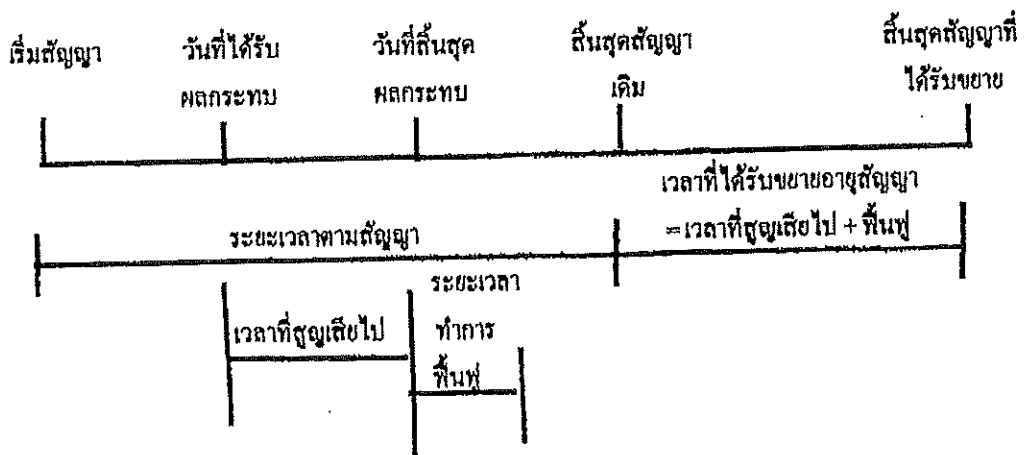 เริ่มสัญญา
วันที่ได้รับ
ผลกระทบ
วันที่สิ้นสุด
ผลกระทบ
สิ้นสุดสัญญา
เดิม
สิ้นสุดสัญญาที่
ได้รับขยาย
ระยะเวลาตามสัญญา
เวลาที่ได้รับขยายอายุสัญญา
=เวลาที่สูญเสียไป + ฟื้นฟู
เวลาที่สูญเสียไป
ระยะเวลา
ทำการ
ฟื้นฟู